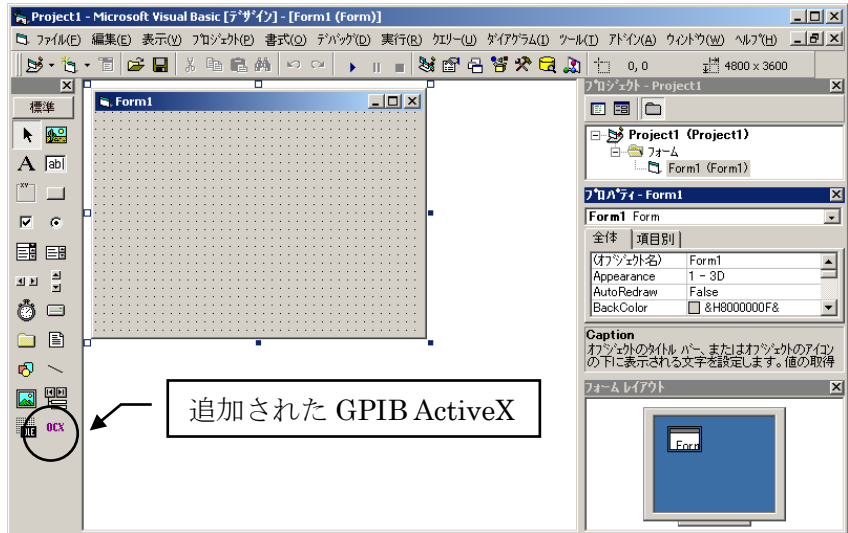 Project1 - Microsoft Visual Basic [ﾃﾞｻﾞｲﾝ] - [Form1 (Form)]
ﾌｧｲﾙ(F) 編集(E) 表示(V) ﾌﾟﾛｼﾞｪｸﾄ(P) 書式(O) ﾃﾞﾊﾞｯｸﾞ(D) 実行(R) ｸｴﾘｰ(U) ﾀﾞｲｱｸﾞﾗﾑ(I) ﾂｰﾙ(T) ｱﾄﾞｲﾝ(A) ｳｨﾝﾄﾞｳ(W) ﾍﾙﾌﾟ(H)
0, 0 4800 x 3600
標準
A ab|
xv
OLE OCX
Form1
追加された GPIB ActiveX
ﾌﾟﾛｼﾞｪｸﾄ - Project1
Project1 (Project1)
ﾌｫｰﾑ
Form1 (Form1)
ﾌﾟﾛﾊﾟﾃｨ - Form1
Form1 Form
全体 項目別
(ｵﾌﾞｼﾞｪｸﾄ名) Form1
Appearance 1 - 3D
AutoRedraw False
BackColor &H8000000F&
Caption
ｵﾌﾞｼﾞｪｸﾄのﾀｲﾄﾙ ﾊﾞｰ、またはｵﾌﾞｼﾞｪｸﾄのｱｲｺﾝ
の下に表示される文字を設定します。値の取得
ﾌｫｰﾑ ﾚｲｱｳﾄ
Form